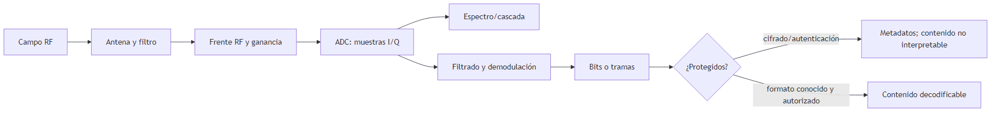 Campo RF
Antena y filtro
Frente RF y ganancia
ADC: muestras I/Q
Espectro/cascada
Filtrado y demodulación
Bits o tramas
¿Protegidos?
cifrado/autenticación
Metadatos; contenido no
interpretable
formato conocido y
autorizado
Contenido decodificable